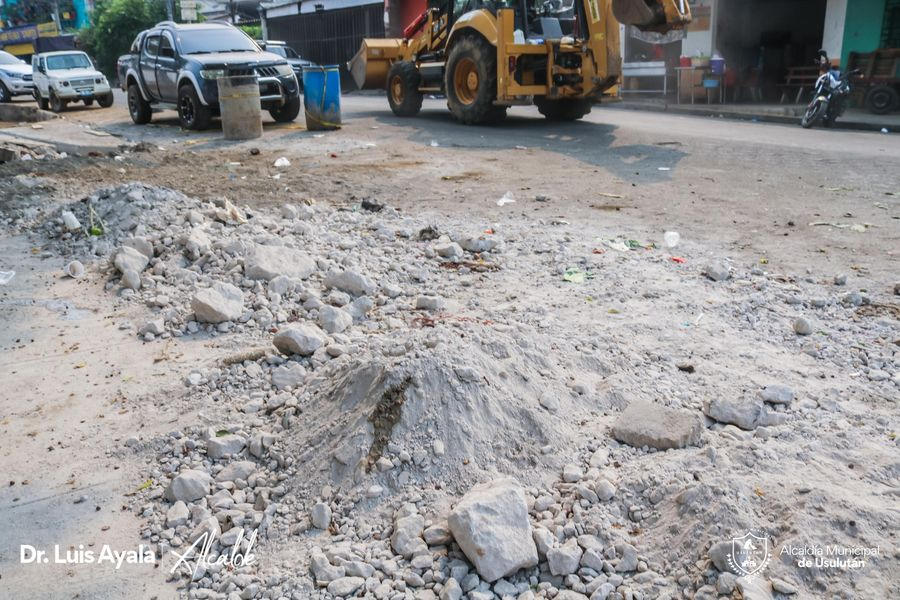 Dr. Luis Ayala
Alcalde
Alcaldía Municipal
de Usulután